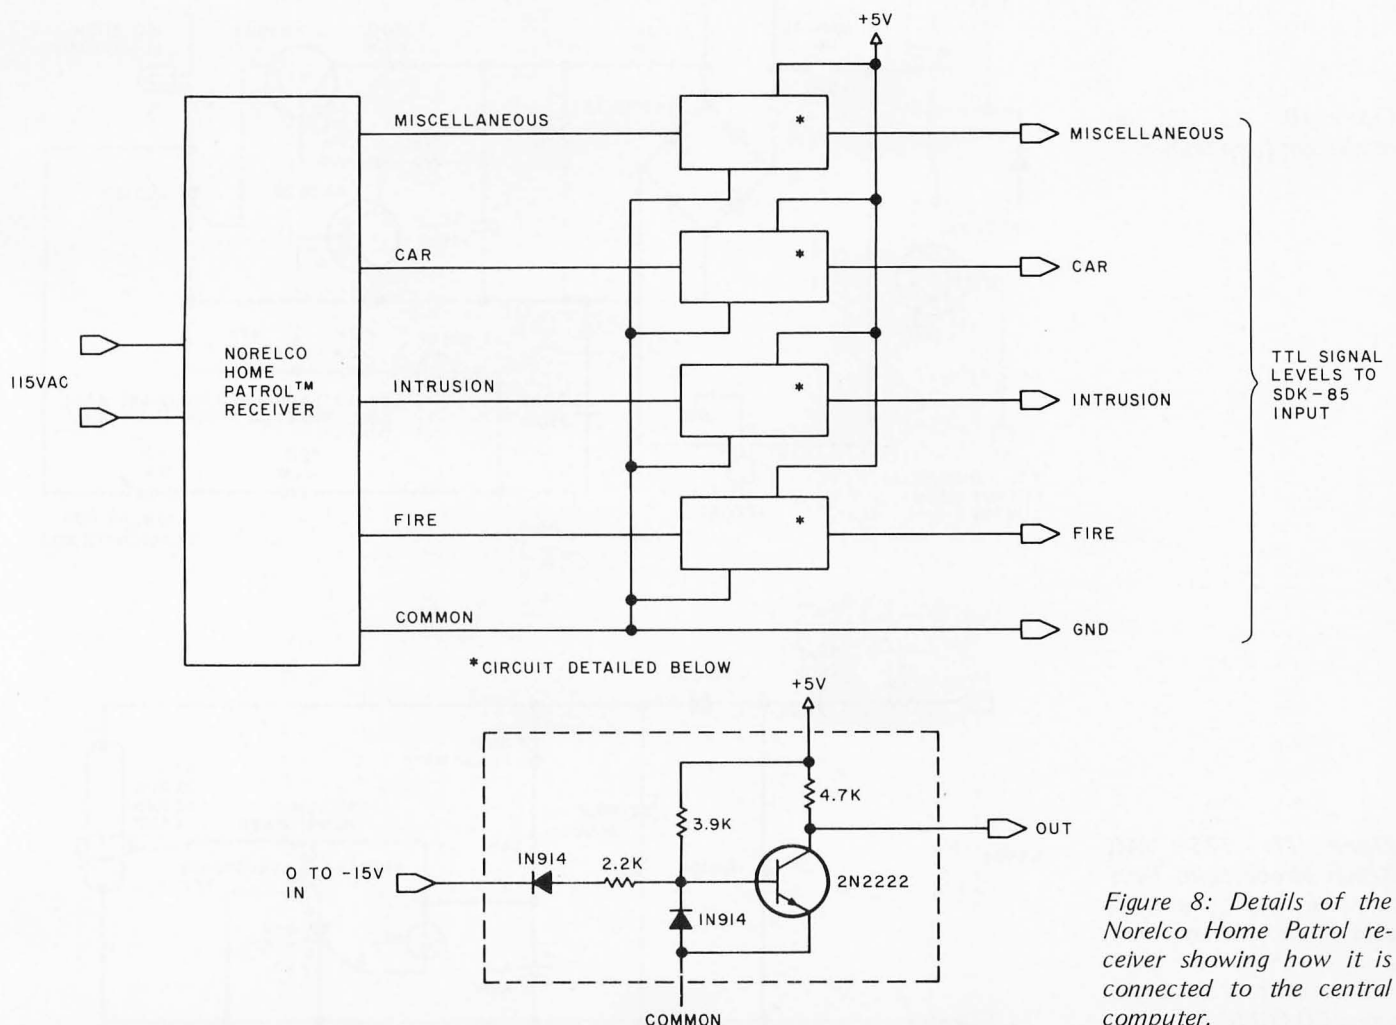 +5V
MISCELLANEOUS
*
MISCELLANEOUS
CAR
*
CAR
115VAC
NORELCO
HOME
PATROL™
RECEIVER
INTRUSION
*
INTRUSION
TTL SIGNAL
LEVELS TO
SDK-85
INPUT
FIRE
*
FIRE
COMMON
GND
*CIRCUIT DETAILED BELOW
+5V
4.7K
3.9K
OUT
0 TO -15V
IN
1N914
2.2K
2N2222
1N914
COMMON
Figure 8: Details of the
Norelco Home Patrol re-
ceiver showing how it is
connected to the central
computer.